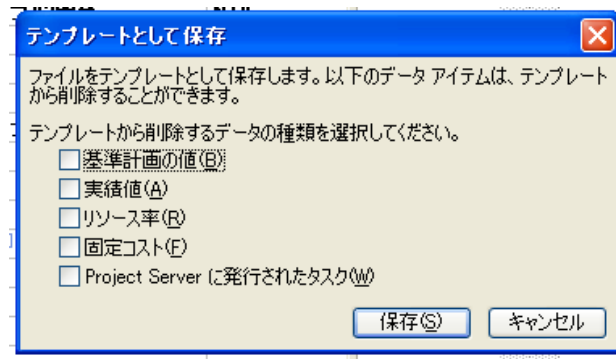 テンプレートとして保存
ファイルをテンプレートとして保存します。以下のデータ アイテムは、テンプレート
から削除することができます。
テンプレートから削除するデータの種類を選択してください。
基準計画の値(B)
実績値(A)
リソース率(R)
固定コスト(F)
Project Server に発行されたタスク(W)
保存(S) キャンセル